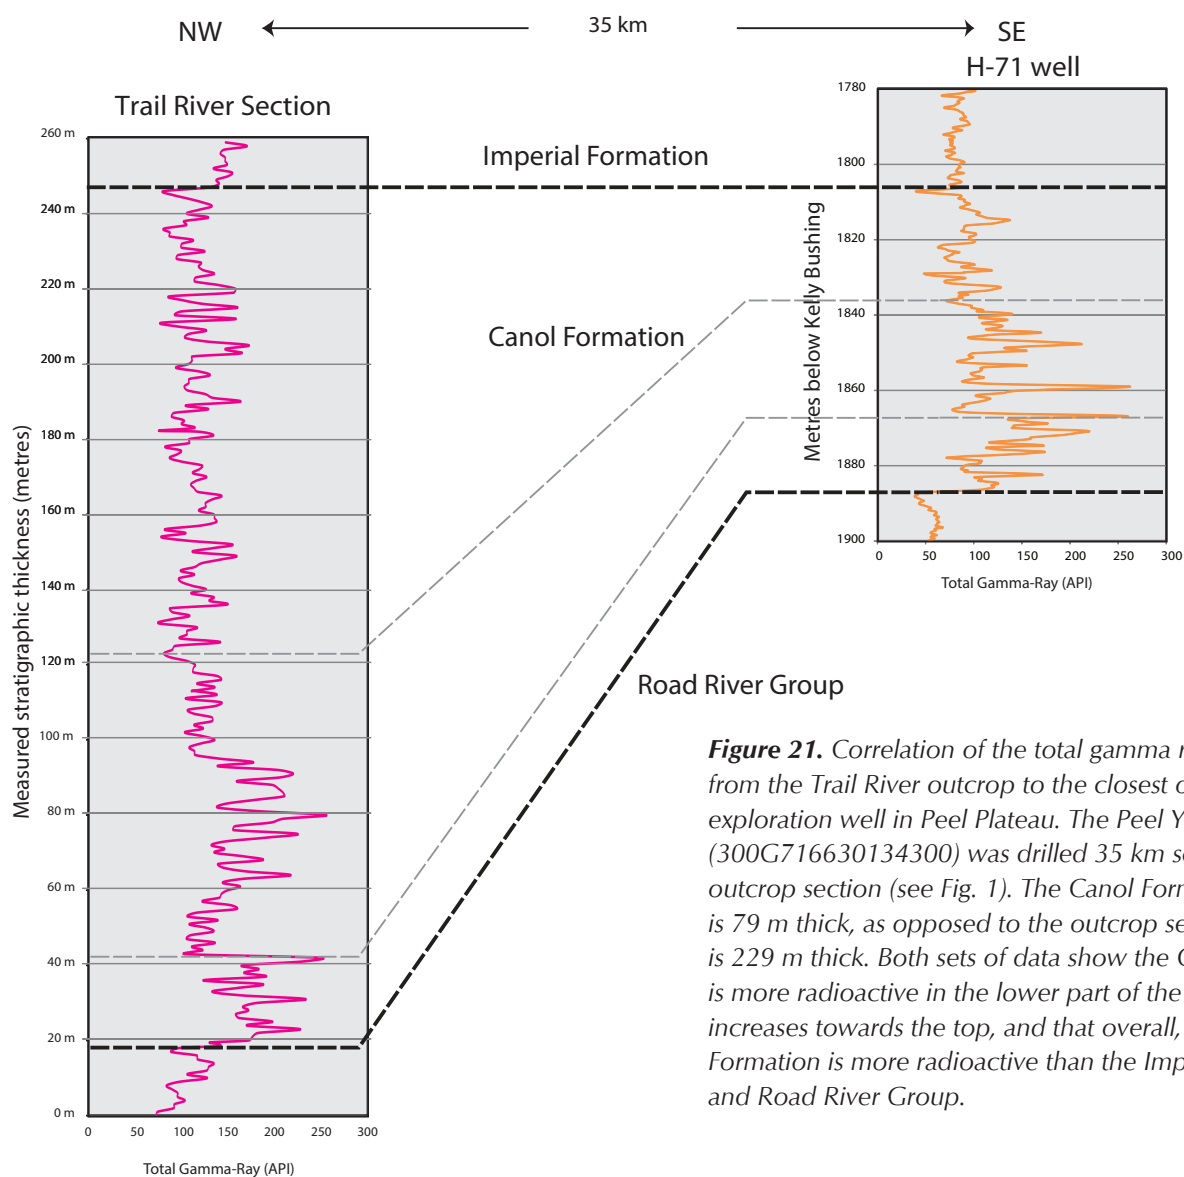 NW
35 km
SE
H-71 well
Trail River Section
Imperial Formation
Canol Formation
Road River Group
Measured stratigraphic thickness (metres)
260 m
240 m
220 m
200 m
180 m
160 m
140 m
120 m
100 m
80 m
60 m
40 m
20 m
0 m
0 50 100 150 200 250 300
Total Gamma-Ray (API)
Metres below Kelly Bushing
1780
1800
1820
1840
1860
1880
1900
0 50 100 150 200 250 300
Total Gamma-Ray (API)
Figure 21. Correlation of the total gamma r
from the Trail River outcrop to the closest o
exploration well in Peel Plateau. The Peel Y
(300G716630134300) was drilled 35 km s
outcrop section (see Fig. 1). The Canol Form
is 79 m thick, as opposed to the outcrop se
is 229 m thick. Both sets of data show the C
is more radioactive in the lower part of the
increases towards the top, and that overall,
Formation is more radioactive than the Imp
and Road River Group.